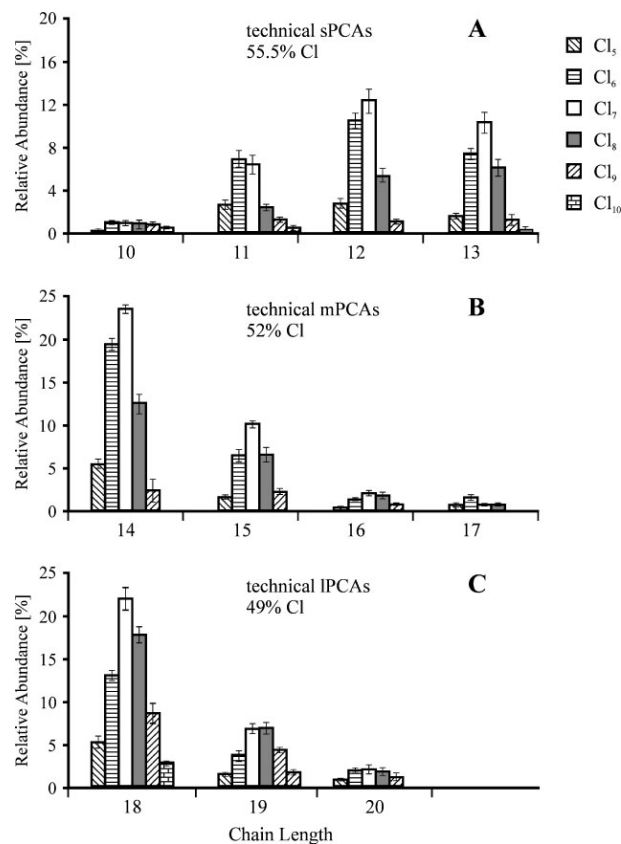 20
16
12
8
4
0
Relative Abundance [%]
technical sPCAs
55.5% Cl
A
10 11 12 13
Cl₅
Cl₆
Cl₇
Cl₈
Cl₉
Cl₁₀
25
20
15
10
5
0
Relative Abundance [%]
technical mPCAs
52% Cl
B
14 15 16 17
25
20
15
10
5
0
Relative Abundance [%]
technical lPCAs
49% Cl
C
18 19 20
Chain Length